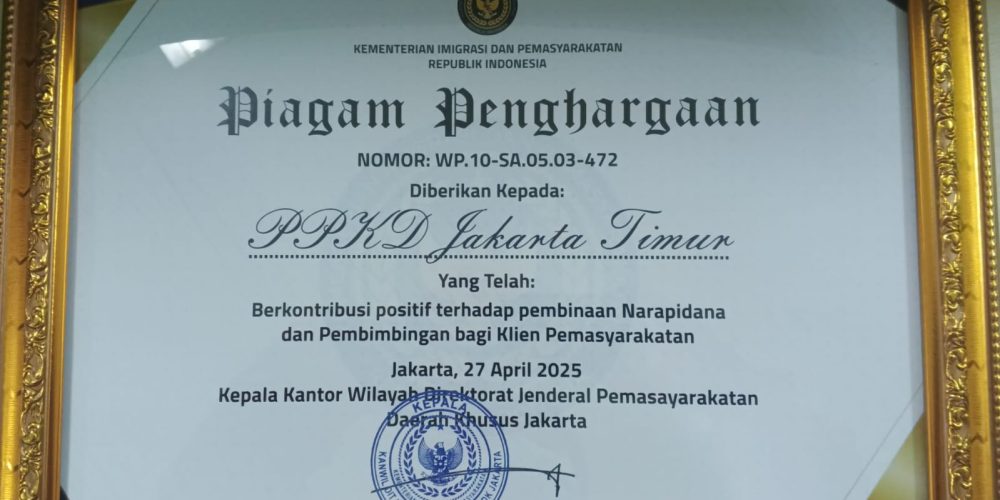 KEMENTERIAN IMIGRASI DAN PEMASYARAKATAN
REPUBLIK INDONESIA
Piagam Penghargaan
NOMOR: WP.10-SA.05.03-472
Diberikan Kepada:
PPKD Jakarta Timur
Yang Telah:
Berkontribusi positif terhadap pembinaan Narapidana
dan Pembimbingan bagi Klien Pemasyarakatan
Jakarta, 27 April 2025
Kepala Kantor Wilayah Direktorat Jenderal Pemasayarakatan
Daerah Khusus Jakarta
KEPALA